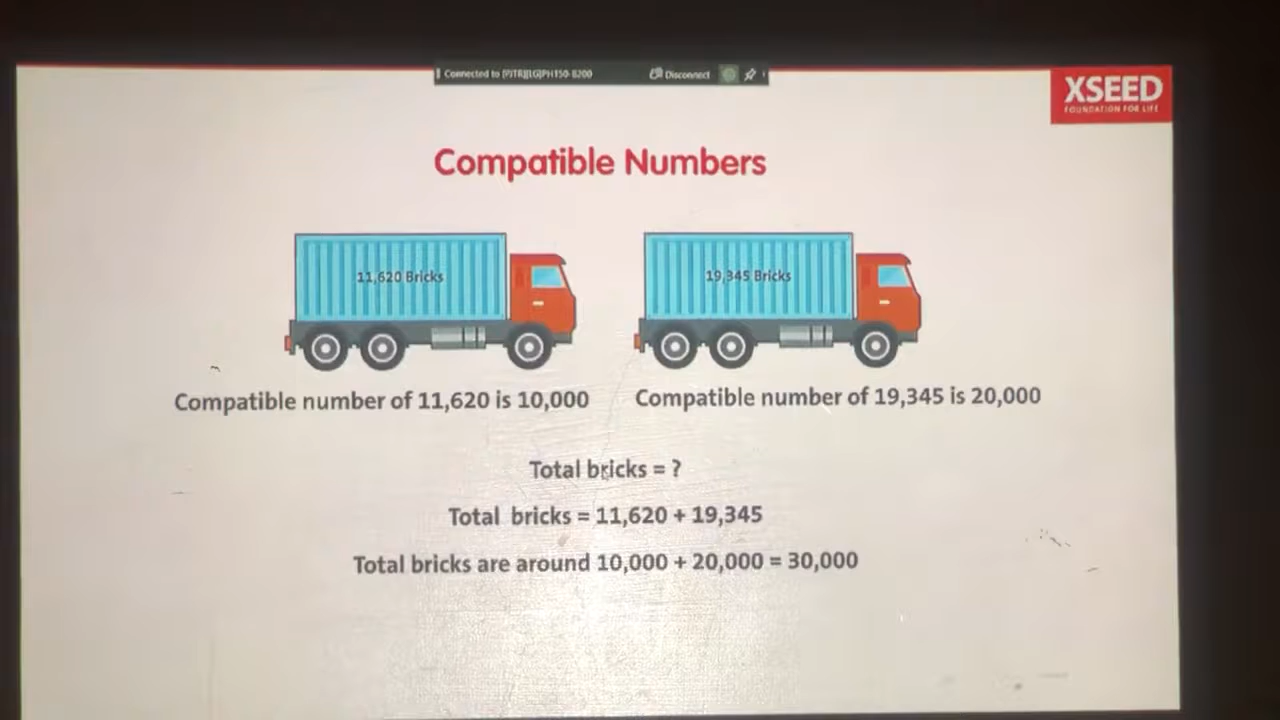 Disconnect
XSEED
FOUNDATION FOR LIFE
Compatible Numbers
11,620 Bricks
19,345 Bricks
Compatible number of 11,620 is 10,000
Compatible number of 19,345 is 20,000
Total bricks = ?
Total bricks = 11,620 + 19,345
Total bricks are around 10,000 + 20,000 = 30,000